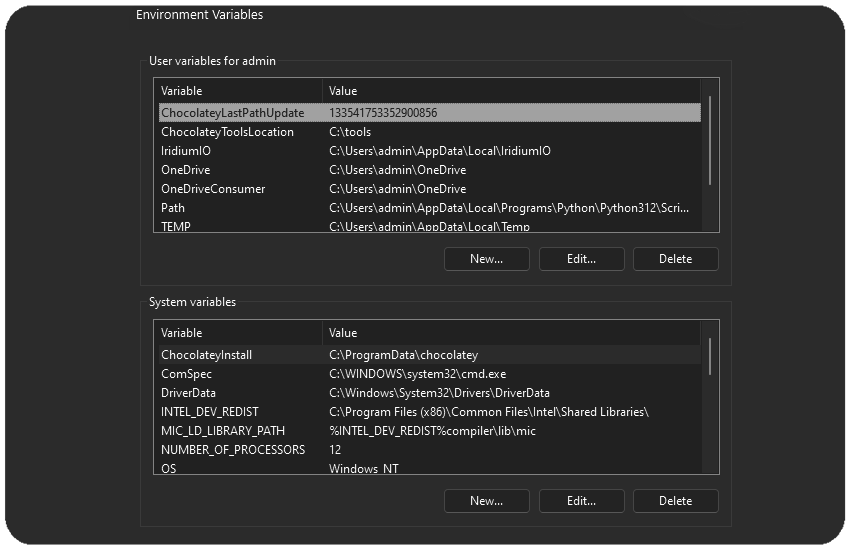 Environment Variables
User variables for admin
Variable Value
ChocolateyLastPathUpdate 133541753352900856
ChocolateyToolsLocation C:\tools
IridiumIO C:\Users\admin\AppData\Local\IridiumIO
OneDrive C:\Users\admin\OneDrive
OneDriveConsumer C:\Users\admin\OneDrive
Path C:\Users\admin\AppData\Local\Programs\Python\Python312\Scri...
TEMP C:\Users\admin\AppData\Local\Temp
New... Edit... Delete
System variables
Variable Value
ChocolateyInstall C:\ProgramData\chocolatey
ComSpec C:\WINDOWS\system32\cmd.exe
DriverData C:\Windows\System32\Drivers\DriverData
INTEL_DEV_REDIST C:\Program Files (x86)\Common Files\Intel\Shared Libraries\
MIC_LD_LIBRARY_PATH %INTEL_DEV_REDIST%compiler\lib\mic
NUMBER_OF_PROCESSORS 12
OS Windows_NT
New... Edit... Delete